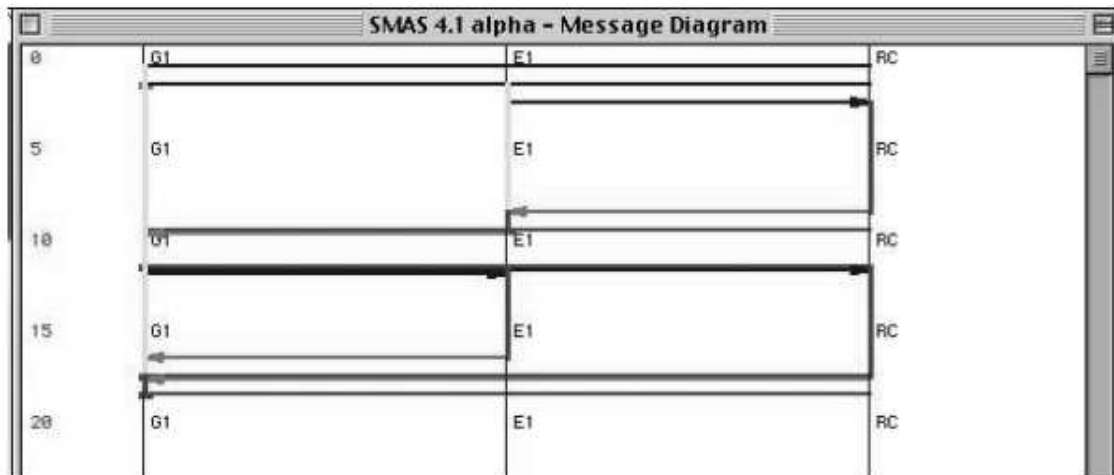 SMAS 4.1 alpha - Message Diagram
0 G1 E1 RC
5 G1 E1 RC
10 G1 E1 RC
15 G1 E1 RC
20 G1 E1 RC